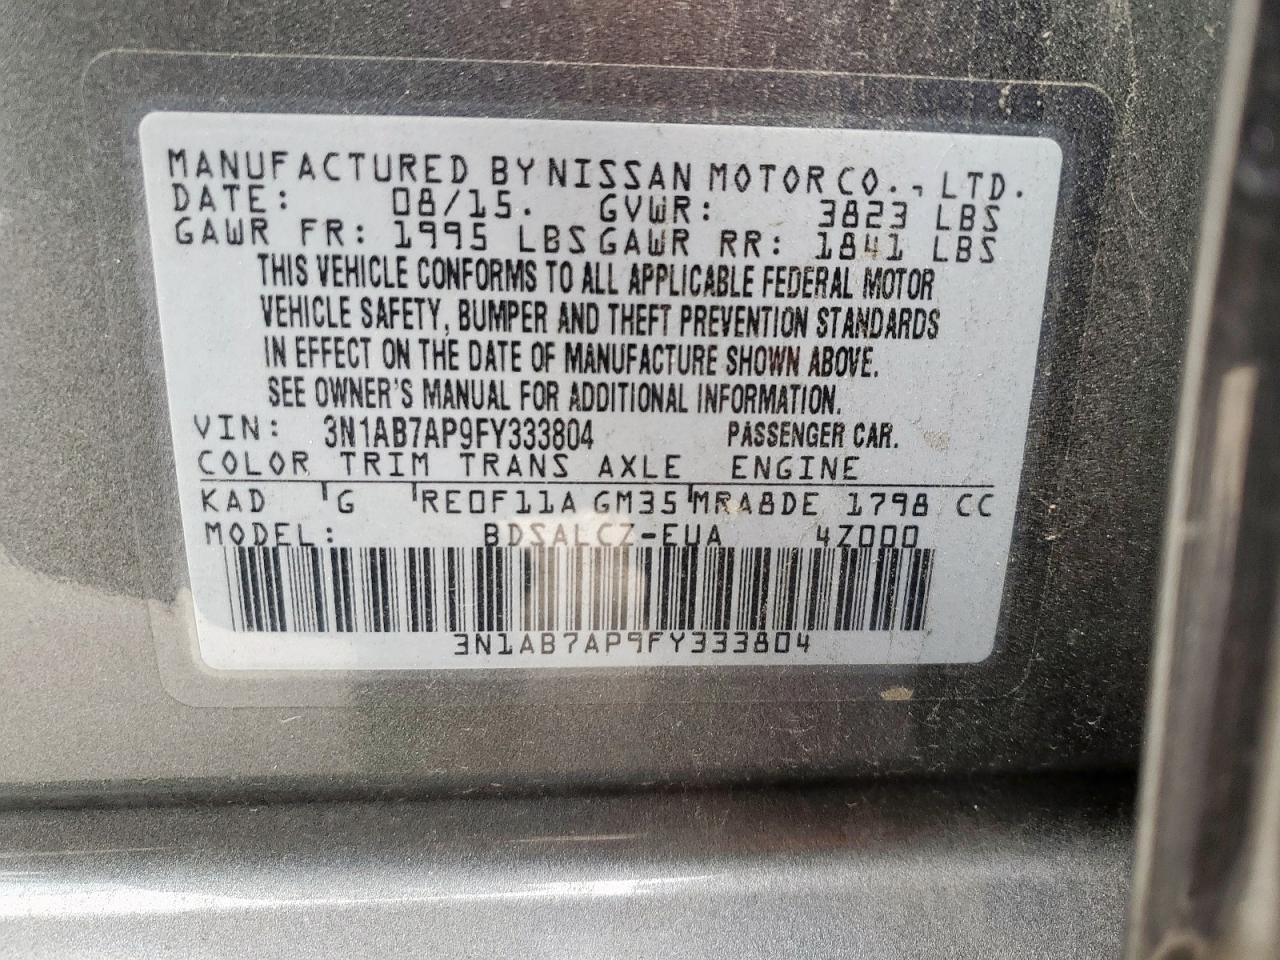 MANUFACTURED BY NISSAN MOTOR CO., LTD.
DATE: 08/15. GVWR: 3823 LBS
GAWR FR: 1995 LBS GAWR RR: 1841 LBS
THIS VEHICLE CONFORMS TO ALL APPLICABLE FEDERAL MOTOR
VEHICLE SAFETY, BUMPER AND THEFT PREVENTION STANDARDS
IN EFFECT ON THE DATE OF MANUFACTURE SHOWN ABOVE.
SEE OWNER'S MANUAL FOR ADDITIONAL INFORMATION.
VIN: 3N1AB7AP9FY333804 PASSENGER CAR.
COLOR TRIM TRANS AXLE ENGINE
KAD G RE0F11A GM35 MRA8DE 1798 CC
MODEL: BDSALCZ-EUA 4Z000
3N1AB7AP9FY333804